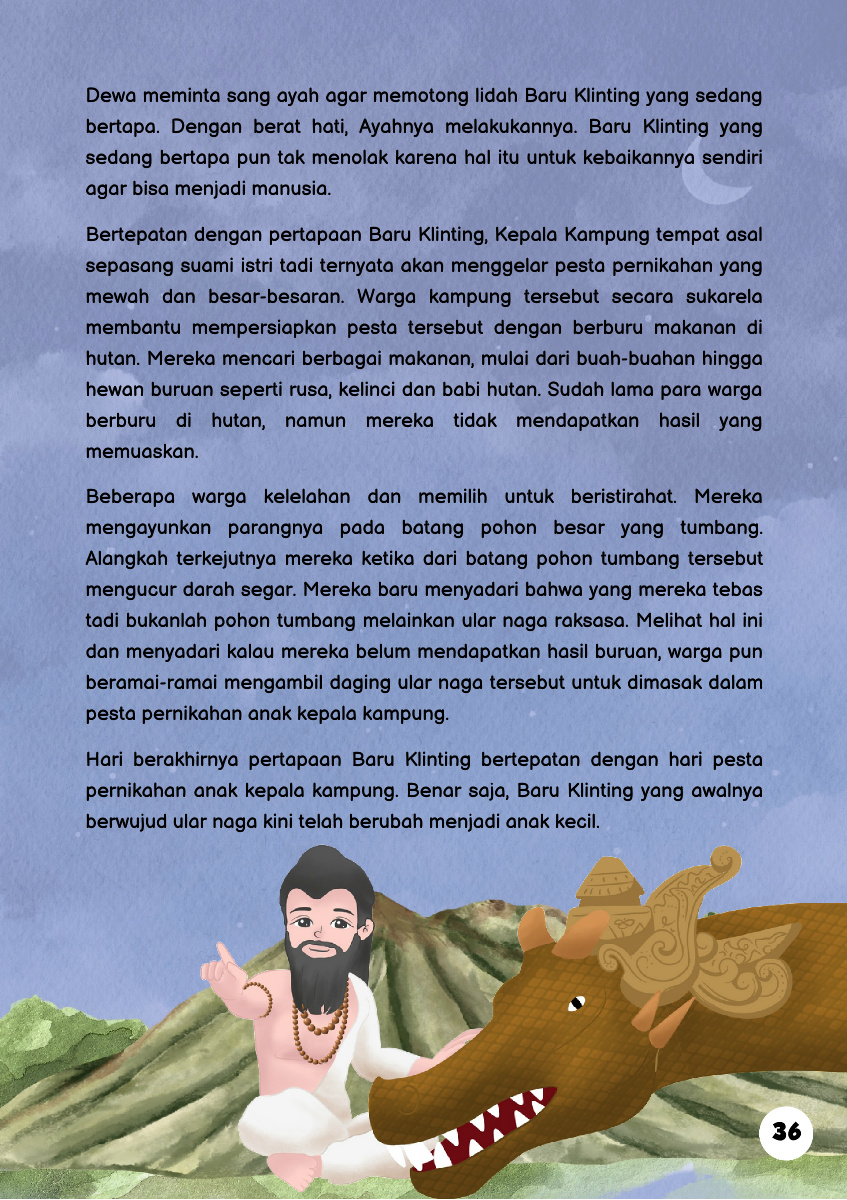 Dewa meminta sang ayah agar memotong lidah Baru Klinting yang sedang
bertapa. Dengan berat hati, Ayahnya melakukannya. Baru Klinting yang
sedang bertapa pun tak menolak karena hal itu untuk kebaikannya sendiri
agar bisa menjadi manusia.
Bertepatan dengan pertapaan Baru Klinting, Kepala Kampung tempat asal
sepasang suami istri tadi ternyata akan menggelar pesta pernikahan yang
mewah dan besar-besaran. Warga kampung tersebut secara sukarela
membantu mempersiapkan pesta tersebut dengan berburu makanan di
hutan. Mereka mencari berbagai makanan, mulai dari buah-buahan hingga
hewan buruan seperti rusa, kelinci dan babi hutan. Sudah lama para warga
berburu di hutan, namun mereka tidak mendapatkan hasil yang
memuaskan.
Beberapa warga kelelahan dan memilih untuk beristirahat. Mereka
mengayunkan parangnya pada batang pohon besar yang tumbang.
Alangkah terkejutnya mereka ketika dari batang pohon tumbang tersebut
mengucur darah segar. Mereka baru menyadari bahwa yang mereka tebas
tadi bukanlah pohon tumbang melainkan ular naga raksasa. Melihat hal ini
dan menyadari kalau mereka belum mendapatkan hasil buruan, warga pun
beramai-ramai mengambil daging ular naga tersebut untuk dimasak dalam
pesta pernikahan anak kepala kampung.
Hari berakhirnya pertapaan Baru Klinting bertepatan dengan hari pesta
pernikahan anak kepala kampung. Benar saja, Baru Klinting yang awalnya
berwujud ular naga kini telah berubah menjadi anak kecil.
36